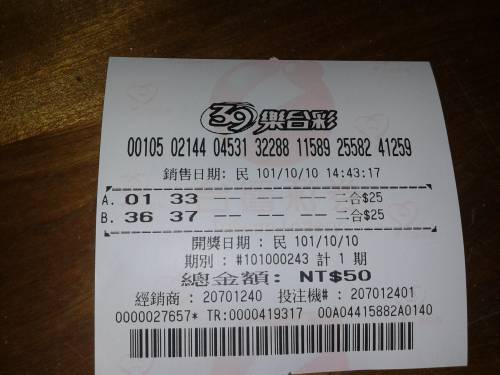 39 樂合彩
00105 02144 04531 32288 11589 25582 41259
銷售日期: 民 101/10/10 14:43:17
A. 01 33 -- -- -- 二合$25
B. 36 37 -- -- -- 二合$25
開獎日期 : 民 101/10/10
期別 : #101000243 計 1 期
總金額: NT$50
經銷商 : 20701240 投注機# : 207012401
0000027657* TR:0000419317 00A04415882A0140